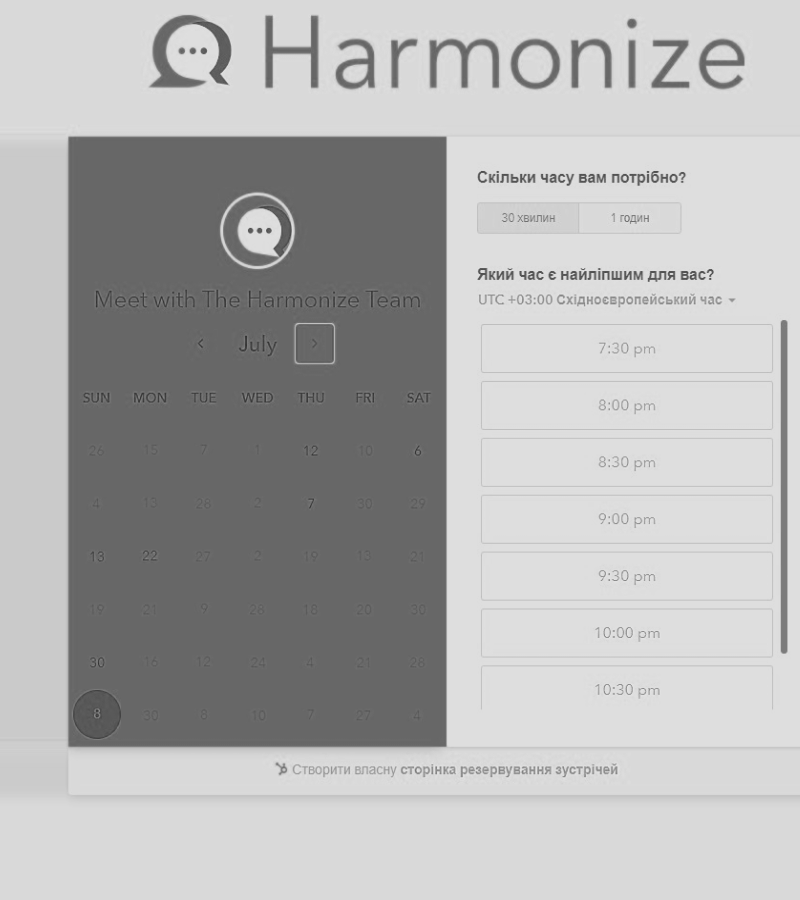 Harmonize
Meet with The Harmonize Team
July
SUN MON TUE WED THU FRI SAT
26 15 7 1 12 10 6
4 13 26 2 7 30 29
13 22 27 2 19 13 21
19 21 9 28 18 20 30
30 16 12 24 4 21 28
8 30 8 10 7 27 4
Скільки часу вам потрібно?
30 хвилин 1 годин
Який час є найліпшим для вас?
UTC +03:00 Східноєвропейський час
7:30 pm
8:00 pm
8:30 pm
9:00 pm
9:30 pm
10:00 pm
10:30 pm
Створити власну сторінка резервування зустрічей